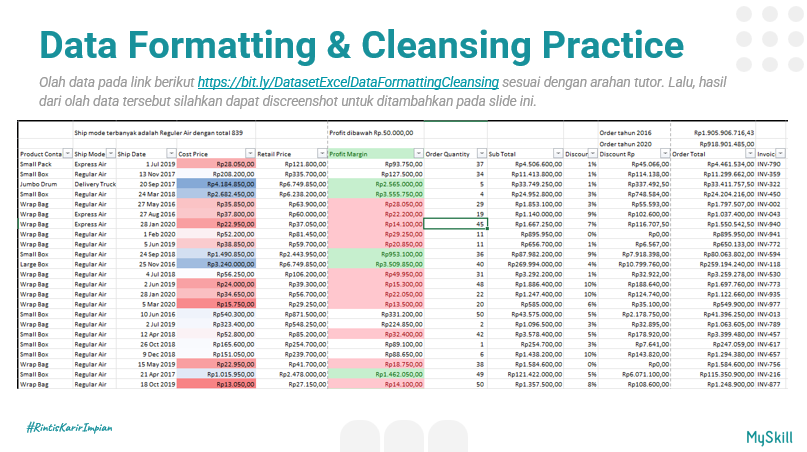 Data Formatting & Cleansing Practice
Olah data pada link berikut https://bit.ly/DatasetExcelDataFormattingCleansing sesuai dengan arahan tutor. Lalu, hasil
dari olah data tersebut silahkan dapat discreenshot untuk ditambahkan pada slide ini.
Ship mode terbanyak adalah Reguler Air dengan total 839 Profit dibawah Rp.50.000,00 Order tahun 2016 Rp1.905.906.716,43
Order tahun 2020 Rp918.901.485,00
Product Conta Ship Mode Ship Date Cost Price Retail Price Profit Margin Order Quantity Sub Total Discoun Discount Rp Order Total Invoic
Small Pack Express Air 1 Jul 2019 Rp28.050,00 Rp121.800,00 Rp93.750,00 37 Rp4.506.600,00 1% Rp45.066,00 Rp4.461.534,00 INV-790
Small Box Regular Air 13 Nov 2017 Rp208.200,00 Rp335.700,00 Rp127.500,00 34 Rp11.413.800,00 1% Rp114.138,00 Rp11.299.662,00 INV-359
Jumbo Drum Delivery Truck 20 Sep 2017 Rp4.184.850,00 Rp6.749.850,00 Rp2.565.000,00 5 Rp33.749.250,00 1% Rp337.492,50 Rp33.411.757,50 INV-322
Small Box Regular Air 24 Mar 2018 Rp2.682.450,00 Rp6.238.200,00 Rp3.555.750,00 4 Rp24.952.800,00 3% Rp748.584,00 Rp24.204.216,00 INV-450
Wrap Bag Regular Air 27 May 2016 Rp35.850,00 Rp63.900,00 Rp28.050,00 29 Rp1.853.100,00 3% Rp55.593,00 Rp1.797.507,00 INV-002
Wrap Bag Express Air 27 Aug 2016 Rp37.800,00 Rp60.000,00 Rp22.200,00 19 Rp1.140.000,00 9% Rp102.600,00 Rp1.037.400,00 INV-043
Wrap Bag Express Air 28 Jan 2020 Rp22.950,00 Rp37.050,00 Rp14.100,00 45 Rp1.667.250,00 7% Rp116.707,50 Rp1.550.542,50 INV-940
Wrap Bag Regular Air 1 Feb 2020 Rp52.200,00 Rp81.450,00 Rp29.250,00 11 Rp895.950,00 0% Rp0,00 Rp895.950,00 INV-941
Wrap Bag Regular Air 5 Jun 2019 Rp38.850,00 Rp59.700,00 Rp20.850,00 11 Rp656.700,00 1% Rp6.567,00 Rp650.133,00 INV-772
Small Box Regular Air 24 Sep 2018 Rp1.490.850,00 Rp2.443.950,00 Rp953.100,00 36 Rp87.982.200,00 9% Rp7.918.398,00 Rp80.063.802,00 INV-594
Large Box Regular Air 25 Nov 2016 Rp3.240.000,00 Rp6.749.850,00 Rp3.509.850,00 40 Rp269.994.000,00 4% Rp10.799.760,00 Rp259.194.240,00 INV-118
Wrap Bag Regular Air 4 Jul 2018 Rp56.250,00 Rp106.200,00 Rp49.950,00 31 Rp3.292.200,00 1% Rp32.922,00 Rp3.259.278,00 INV-530
Wrap Bag Regular Air 2 Jun 2019 Rp24.000,00 Rp39.300,00 Rp15.300,00 48 Rp1.886.400,00 10% Rp188.640,00 Rp1.697.760,00 INV-773
Wrap Bag Regular Air 28 Jan 2020 Rp34.650,00 Rp56.700,00 Rp22.050,00 22 Rp1.247.400,00 10% Rp124.740,00 Rp1.122.660,00 INV-935
Wrap Bag Regular Air 5 Mar 2020 Rp15.750,00 Rp29.250,00 Rp13.500,00 20 Rp585.000,00 6% Rp35.100,00 Rp549.900,00 INV-977
Small Box Regular Air 10 Jun 2016 Rp540.300,00 Rp871.500,00 Rp331.200,00 50 Rp43.575.000,00 5% Rp2.178.750,00 Rp41.396.250,00 INV-013
Wrap Bag Regular Air 2 Jul 2019 Rp323.400,00 Rp548.250,00 Rp224.850,00 2 Rp1.096.500,00 3% Rp32.895,00 Rp1.063.605,00 INV-789
Small Box Regular Air 12 Apr 2018 Rp52.800,00 Rp85.200,00 Rp32.400,00 42 Rp3.578.400,00 5% Rp178.920,00 Rp3.399.480,00 INV-457
Small Box Regular Air 26 Oct 2018 Rp165.600,00 Rp254.700,00 Rp89.100,00 1 Rp254.700,00 3% Rp7.641,00 Rp247.059,00 INV-617
Small Box Regular Air 9 Dec 2018 Rp151.050,00 Rp239.700,00 Rp88.650,00 6 Rp1.438.200,00 10% Rp143.820,00 Rp1.294.380,00 INV-657
Wrap Bag Regular Air 15 May 2019 Rp22.950,00 Rp41.700,00 Rp18.750,00 38 Rp1.584.600,00 0% Rp0,00 Rp1.584.600,00 INV-756
Small Box Regular Air 21 Apr 2017 Rp1.015.950,00 Rp2.478.000,00 Rp1.462.050,00 49 Rp121.422.000,00 5% Rp6.071.100,00 Rp115.350.900,00 INV-216
Wrap Bag Regular Air 18 Oct 2019 Rp13.050,00 Rp27.150,00 Rp14.100,00 50 Rp1.357.500,00 8% Rp108.600,00 Rp1.248.900,00 INV-877
#RintisKarirImpian
MySkill